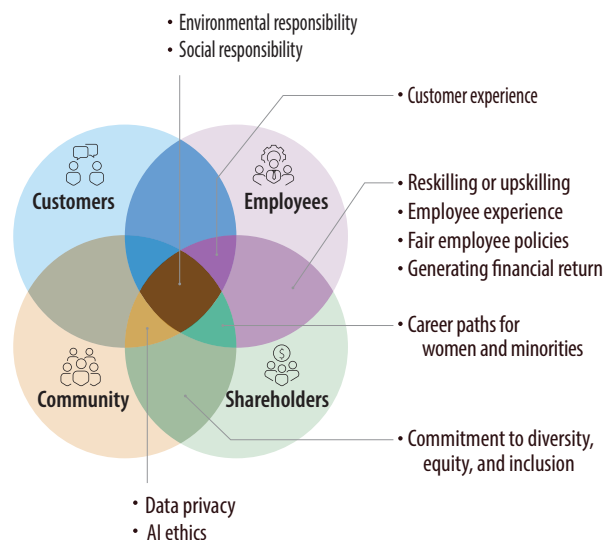 • Environmental responsibility
• Social responsibility
• Customer experience
Customers
Employees
• Reskilling or upskilling
• Employee experience
• Fair employee policies
• Generating financial return
• Career paths for
women and minorities
$
Community
Shareholders
• Commitment to diversity,
equity, and inclusion
• Data privacy
• AI ethics